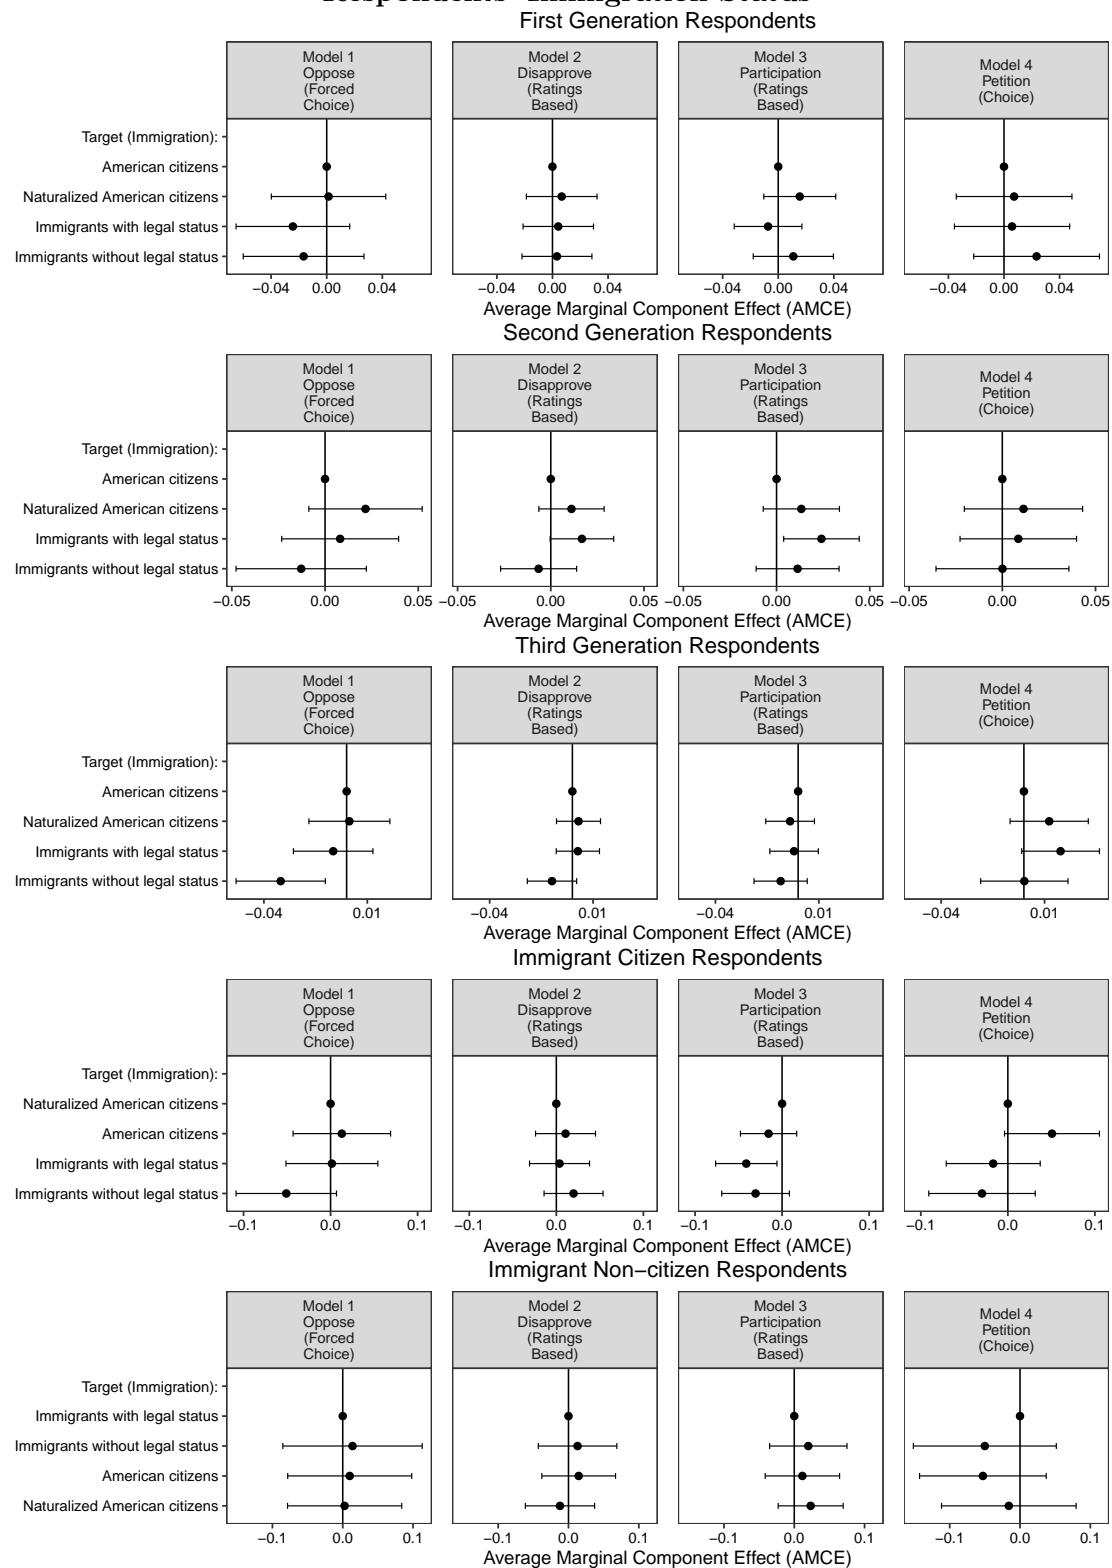 Respondents' Immigration Status
First Generation Respondents
Model 1
Oppose
(Forced
Choice)
Model 2
Disapprove
(Ratings
Based)
Model 3
Participation
(Ratings
Based)
Model 4
Petition
(Choice)
Target (Immigration):
American citizens
Naturalized American citizens
Immigrants with legal status
Immigrants without legal status
−0.04 0.00 0.04
−0.04 0.00 0.04
−0.04 0.00 0.04
−0.04 0.00 0.04
Average Marginal Component Effect (AMCE)
Second Generation Respondents
Model 1
Oppose
(Forced
Choice)
Model 2
Disapprove
(Ratings
Based)
Model 3
Participation
(Ratings
Based)
Model 4
Petition
(Choice)
Target (Immigration):
American citizens
Naturalized American citizens
Immigrants with legal status
Immigrants without legal status
−0.05 0.00 0.05
−0.05 0.00 0.05
−0.05 0.00 0.05
−0.05 0.00 0.05
Average Marginal Component Effect (AMCE)
Third Generation Respondents
Model 1
Oppose
(Forced
Choice)
Model 2
Disapprove
(Ratings
Based)
Model 3
Participation
(Ratings
Based)
Model 4
Petition
(Choice)
Target (Immigration):
American citizens
Naturalized American citizens
Immigrants with legal status
Immigrants without legal status
−0.04 0.01
−0.04 0.01
−0.04 0.01
−0.04 0.01
Average Marginal Component Effect (AMCE)
Immigrant Citizen Respondents
Model 1
Oppose
(Forced
Choice)
Model 2
Disapprove
(Ratings
Based)
Model 3
Participation
(Ratings
Based)
Model 4
Petition
(Choice)
Target (Immigration):
Naturalized American citizens
American citizens
Immigrants with legal status
Immigrants without legal status
−0.1 0.0 0.1
−0.1 0.0 0.1
−0.1 0.0 0.1
−0.1 0.0 0.1
Average Marginal Component Effect (AMCE)
Immigrant Non−citizen Respondents
Model 1
Oppose
(Forced
Choice)
Model 2
Disapprove
(Ratings
Based)
Model 3
Participation
(Ratings
Based)
Model 4
Petition
(Choice)
Target (Immigration):
Immigrants with legal status
Immigrants without legal status
American citizens
Naturalized American citizens
−0.1 0.0 0.1
−0.1 0.0 0.1
−0.1 0.0 0.1
−0.1 0.0 0.1
Average Marginal Component Effect (AMCE)